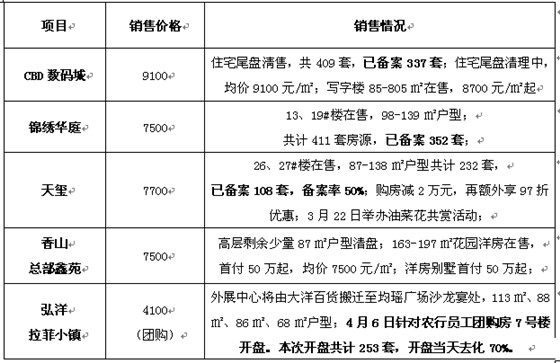 项目 销售价格 销售情况
CBD 数码城 9100 住宅尾盘清售，共 409 套，已备案 337 套；住宅尾盘清理中，
均价 9100 元/㎡；写字楼 85-805 ㎡在售，8700 元/㎡起
锦绣华庭 7500 13、19#楼在售，98-139 ㎡户型；
共计 411 套房源，已备案 352 套；
天玺 7700 26、27#楼在售，87-138 ㎡户型共计 232 套，
已备案 108 套，备案率 50%；购房减 2 万元，再额外享 97 折
优惠；3 月 22 日举办油菜花共赏活动；
香山
总部鑫苑 7500 高层剩余少量 87 ㎡户型清盘；163-197 ㎡花园洋房在售，
首付 50 万起，均价 7500 元/㎡；洋房别墅首付 50 万起；
弘洋
拉菲小镇 4100
（团购） 外展中心将由大洋百货搬迁至均瑶广场沙龙宴处，113 ㎡、88
㎡、86 ㎡、68 ㎡户型；4 月 6 日针对农行员工团购房 7 号楼
开盘。本次开盘共计 253 套，开盘当天去化 70%。